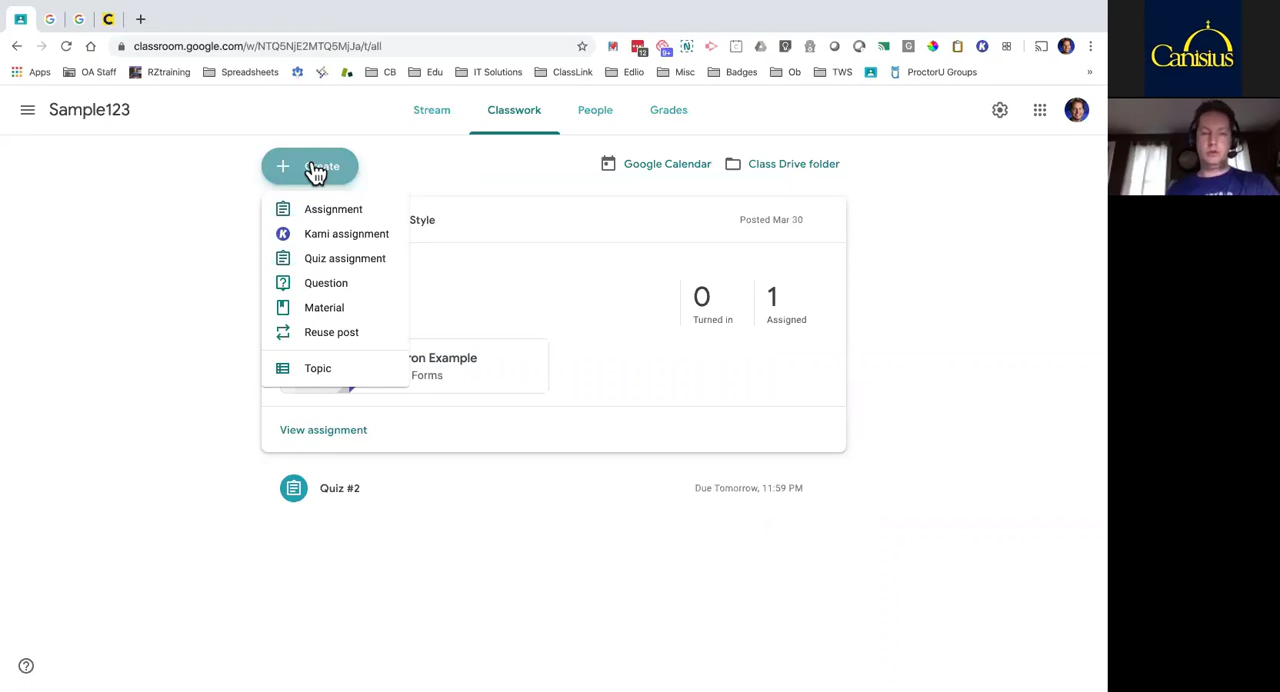 classroom.google.com/w/NTQ5NjE2MTQ5MjJa/t/all
12
9+
Apps OA Staff RZtraining Spreadsheets CB Edu IT Solutions ClassLink Edlio Misc Badges Ob TWS ProctorU Groups »
Canisius
Sample123 Stream Classwork People Grades
Create
Google Calendar Class Drive folder
Assignment
Style Posted Mar 30
Kami assignment
Quiz assignment
Question
0 1
Material
Turned in Assigned
Reuse post
ron Example
Topic
Forms
View assignment
Quiz #2 Due Tomorrow, 11:59 PM